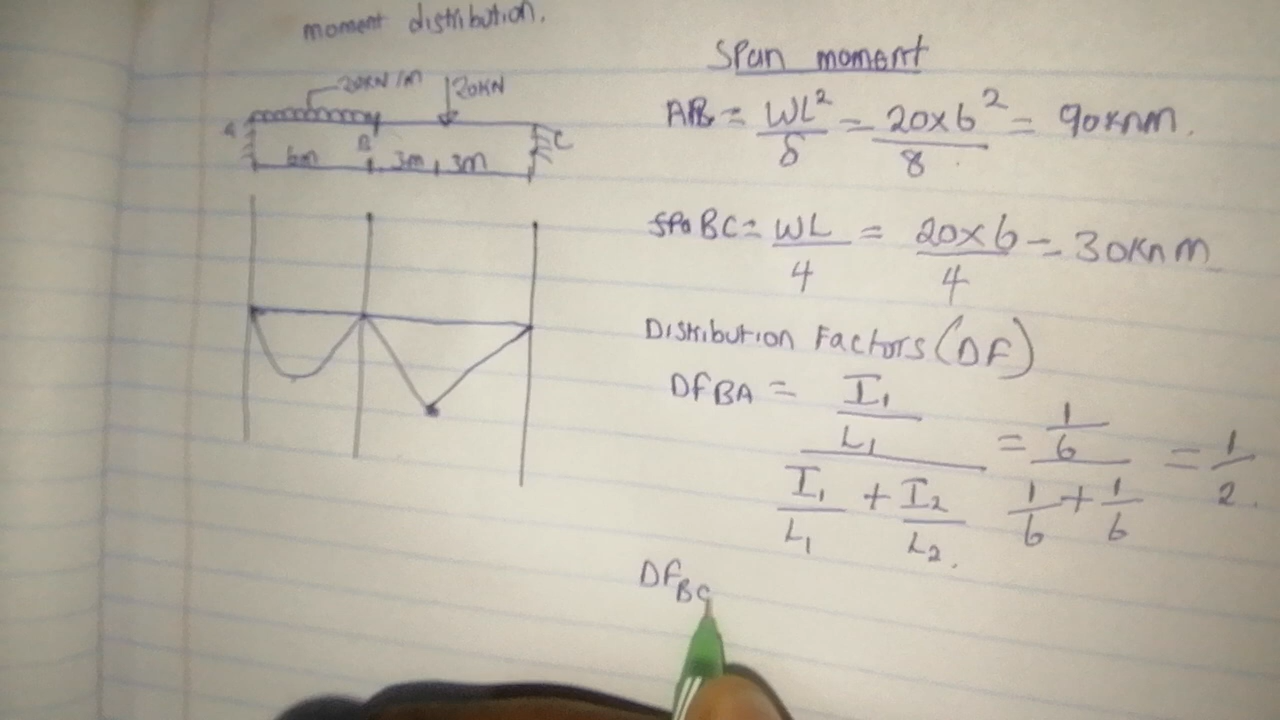 moment distribution.
20KN/m 20KN
A B C
6m 3m 3m
Span moment
AB = WL²/8 = 20×6²/8 = 90knm.
BC = WL/4 = 20×6/4 = 30KnM
Distribution Factors (DF)
DFBA = I₁/L₁ / I₁/L₁ + I₂/L₂. = 1/6 / 1/6 + 1/6 = 1/2.
DFBC